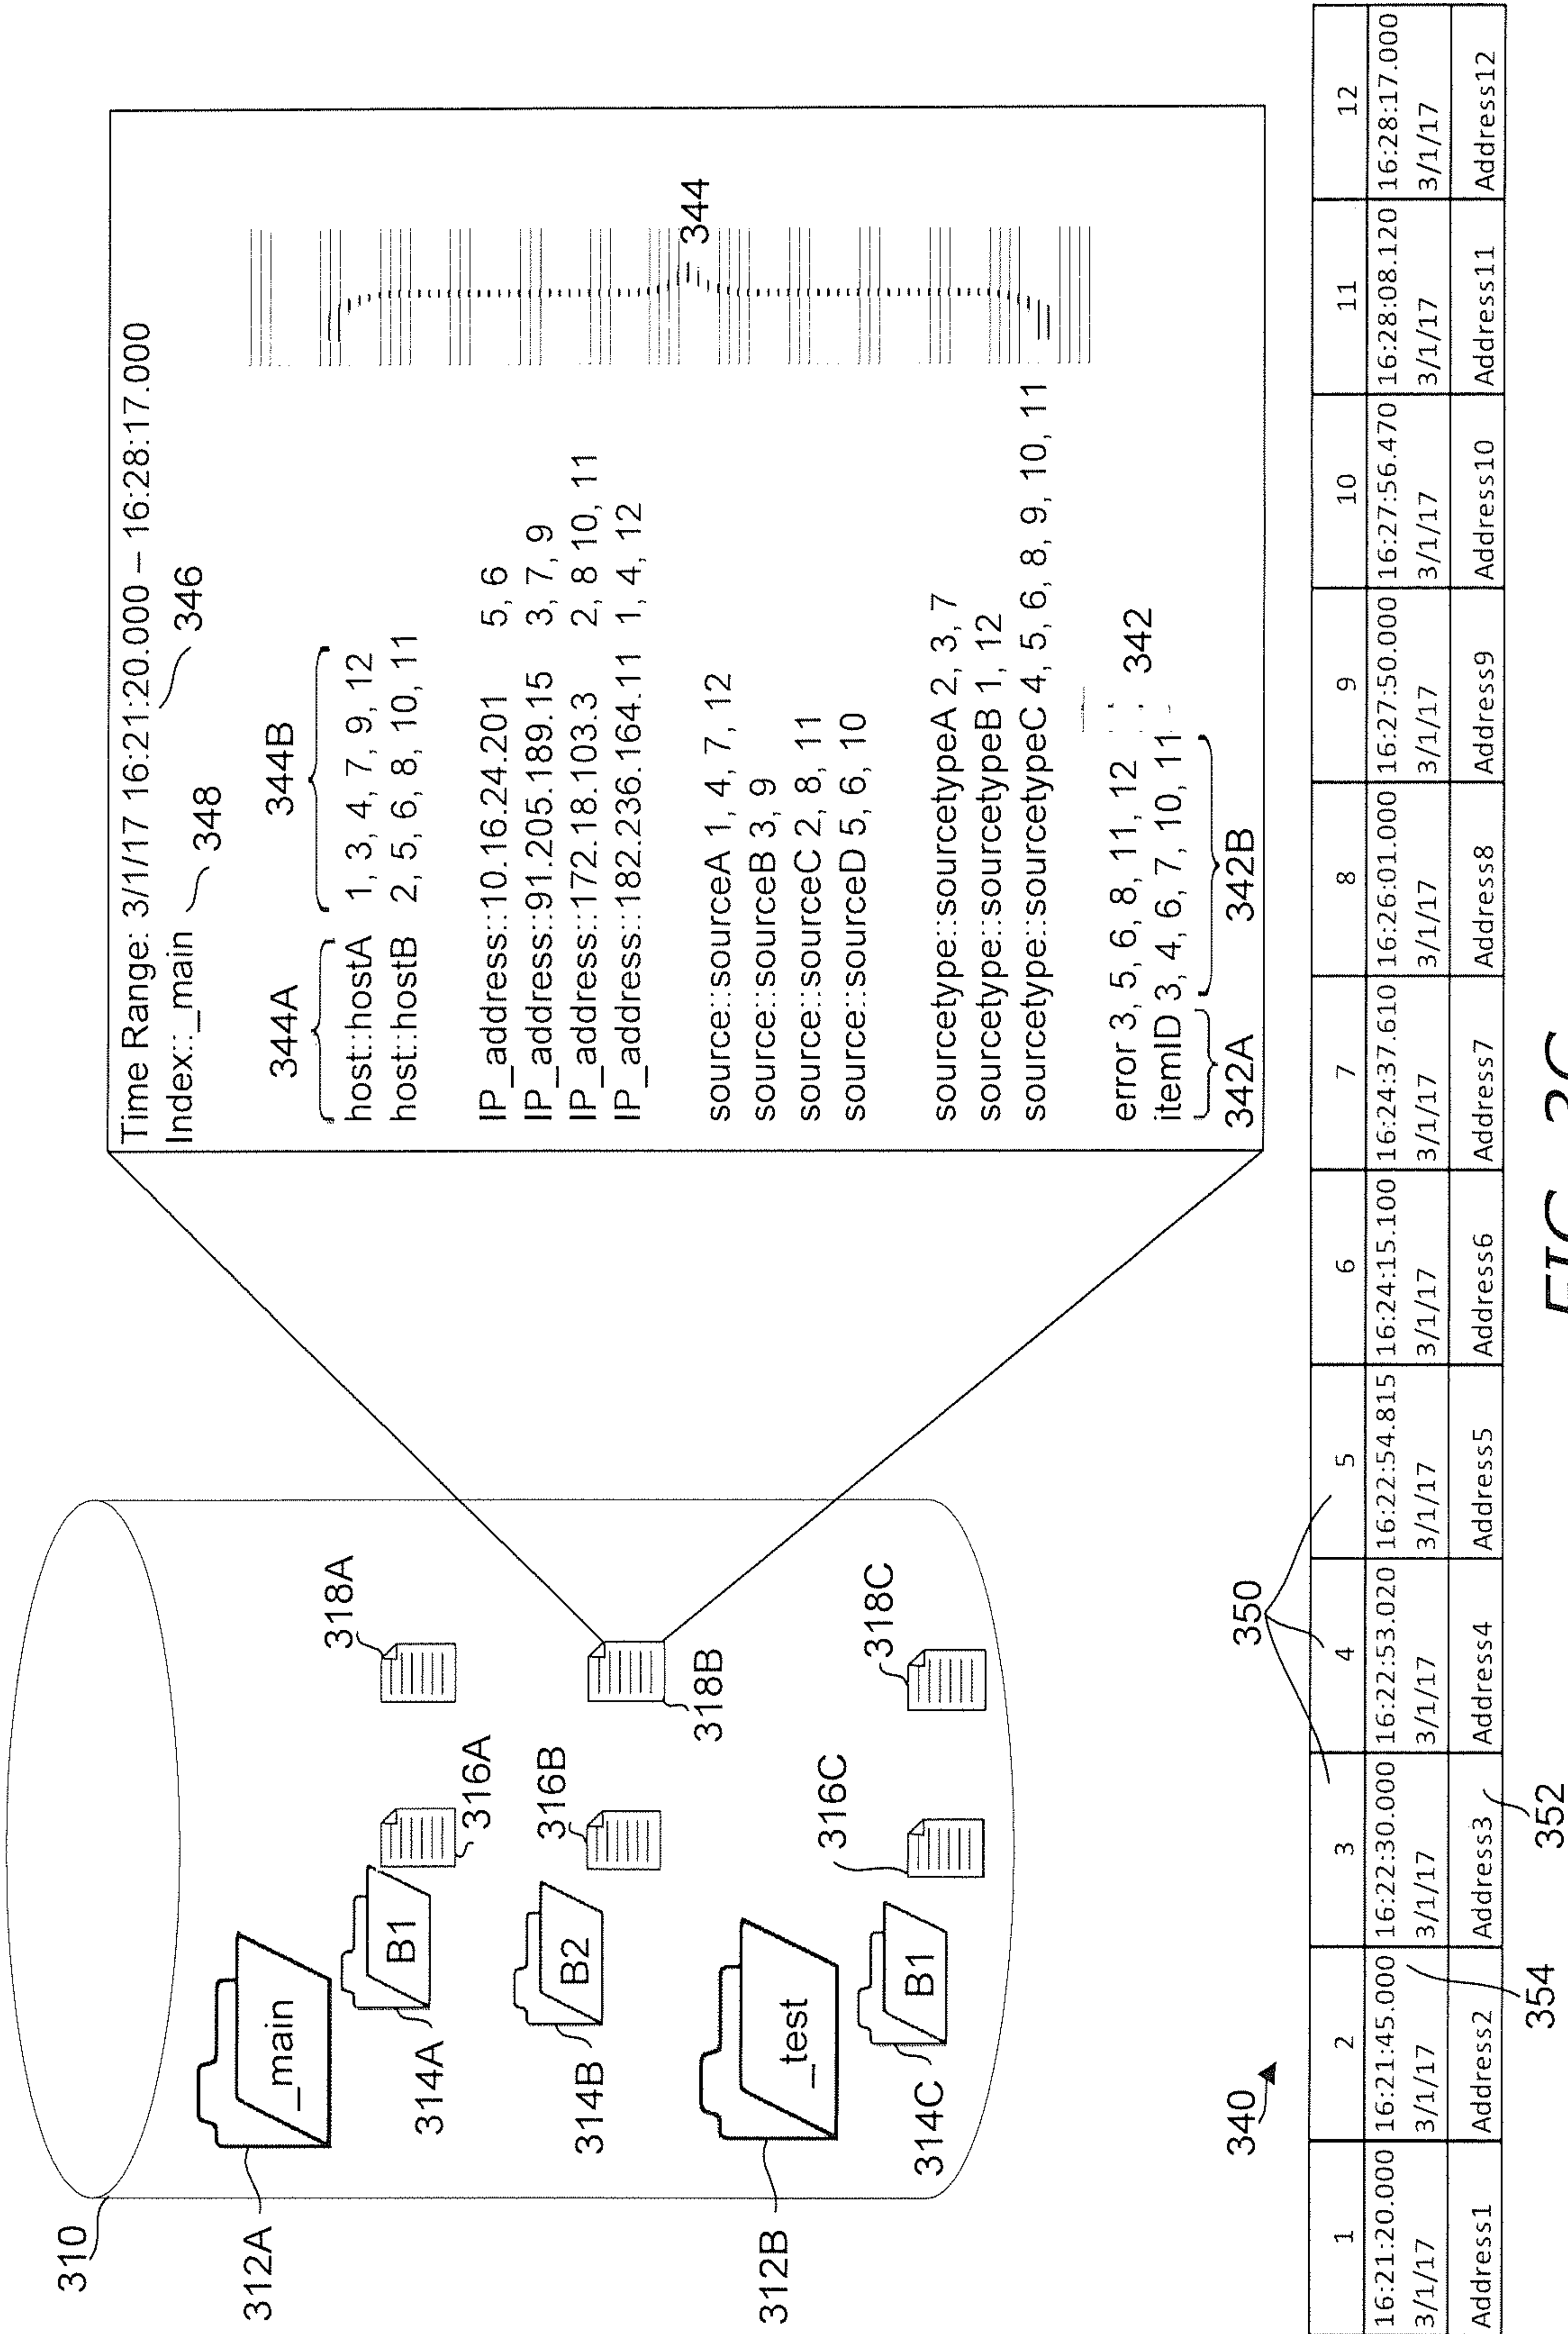 310
312A
_main
314A
B1
316A
318A
314B
B2
316B
318B
312B
_test
314C
B1
316C
318C
Time Range: 3/1/17 16:21:20.000 – 16:28:17.000
Index::_main
348
346
344A
344B
host::hostA 1, 3, 4, 7, 9, 12
host::hostB 2, 5, 6, 8, 10, 11
IP_address::10.16.24.201 5, 6
IP_address::91.205.189.15 3, 7, 9
IP_address::172.18.103.3 2, 8 10, 11
IP_address::182.236.164.11 1, 4, 12
344
source::sourceA 1, 4, 7, 12
source::sourceB 3, 9
source::sourceC 2, 8, 11
source::sourceD 5, 6, 10
sourcetype::sourcetypeA 2, 3, 7
sourcetype::sourcetypeB 1, 12
sourcetype::sourcetypeC 4, 5, 6, 8, 9, 10, 11
error 3, 5, 6, 8, 11, 12
itemID 3, 4, 6, 7, 10, 11
342
342A
342B
340
350
1 2 3 4 5 6 7 8 9 10 11 12
16:21:20.000 16:21:45.000 16:22:30.000 16:22:53.020 16:22:54.815 16:24:15.100 16:24:37.610 16:26:01.000 16:27:50.000 16:27:56.470 16:28:08.120 16:28:17.000
3/1/17 3/1/17 3/1/17 3/1/17 3/1/17 3/1/17 3/1/17 3/1/17 3/1/17 3/1/17 3/1/17 3/1/17
Address1 Address2 Address3 Address4 Address5 Address6 Address7 Address8 Address9 Address10 Address11 Address12
354
352